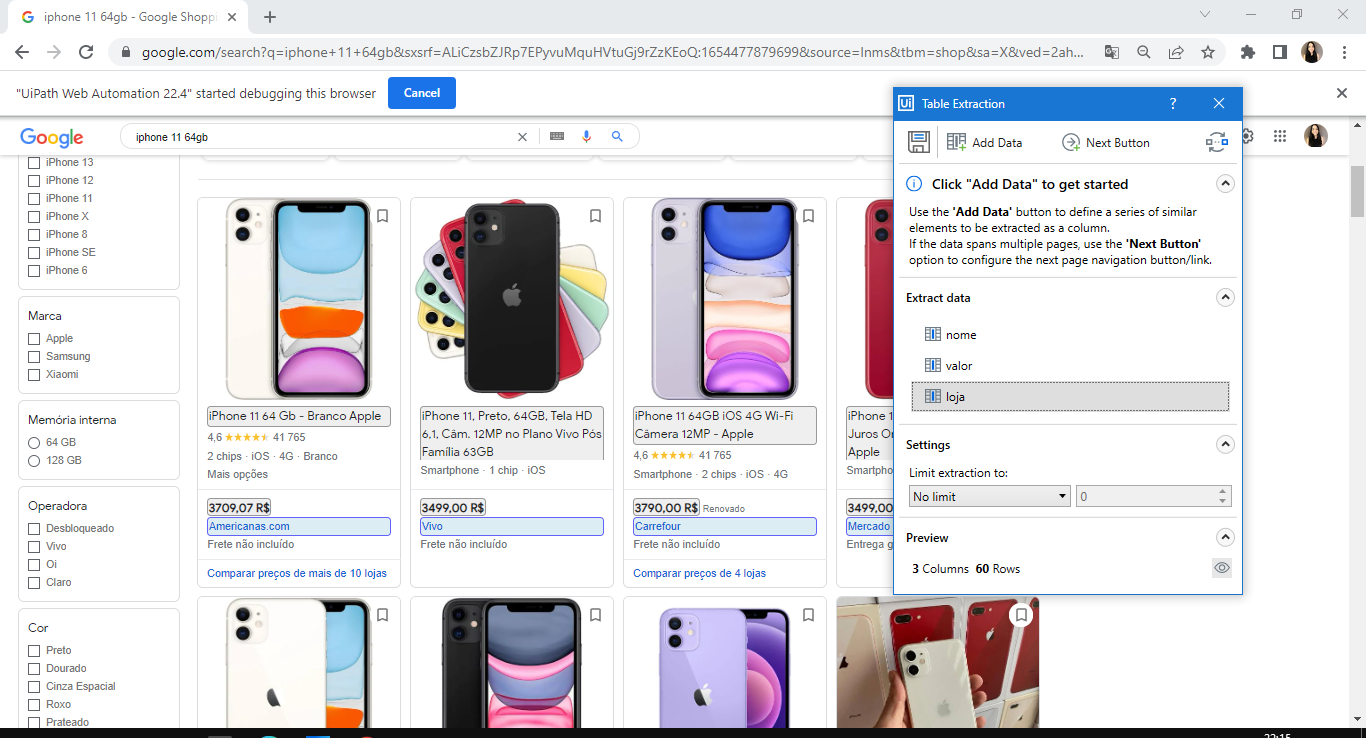 iphone 11 64gb - Google Shoppi
google.com/search?q=iphone+11+64gb&sxsrf=ALiCzsbZJRp7EPyvuMquHVtuGj9rZzKEoQ:1654477879699&source=lnms&tbm=shop&sa=X&ved=2ah...
"UiPath Web Automation 22.4" started debugging this browser
Cancel
Google
iphone 11 64gb
iPhone 13
iPhone 12
iPhone 11
iPhone X
iPhone 8
iPhone SE
iPhone 6
Marca
Apple
Samsung
Xiaomi
Memória interna
64 GB
128 GB
Operadora
Desbloqueado
Vivo
Oi
Claro
Cor
Preto
Dourado
Cinza Espacial
Roxo
Prateado
iPhone 11 64 Gb - Branco Apple
4,6 ★★★★★ 41 765
2 chips · iOS · 4G · Branco
Mais opções
3709,07 R$
Americanas.com
Frete não incluído
Comparar preços de mais de 10 lojas
iPhone 11, Preto, 64GB, Tela HD
6,1, Câm. 12MP no Plano Vivo Pós
Família 63GB
Smartphone · 1 chip · iOS
3499,00 R$
Vivo
Frete não incluído
iPhone 11 64GB iOS 4G Wi-Fi
Câmera 12MP - Apple
4,6 ★★★★★ 41 765
Smartphone · 2 chips · iOS · 4G
3790,00 R$ Renovado
Carrefour
Frete não incluído
Comparar preços de 4 lojas
iPhone 1
Juros On
Apple
Smartpho
3499,00
Mercado
Entrega g
Ui Table Extraction
?
Add Data
Next Button
Click "Add Data" to get started
Use the 'Add Data' button to define a series of similar
elements to be extracted as a column.
If the data spans multiple pages, use the 'Next Button'
option to configure the next page navigation button/link.
Extract data
nome
valor
loja
Settings
Limit extraction to:
No limit
0
Preview
3 Columns 60 Rows